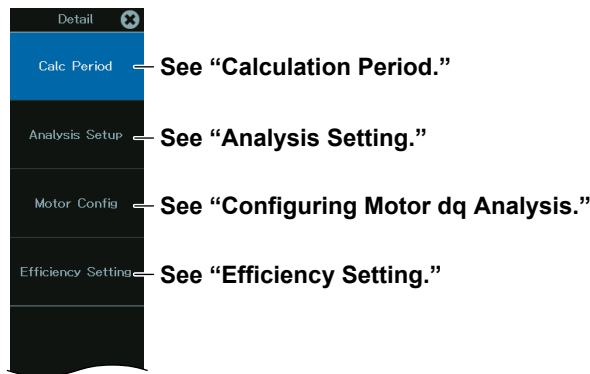 Detail
Calc Period
See “Calculation Period.”
Analysis Setup
See “Analysis Setting.”
Motor Config
See “Configuring Motor dq Analysis.”
Efficiency Setting
See “Efficiency Setting.”